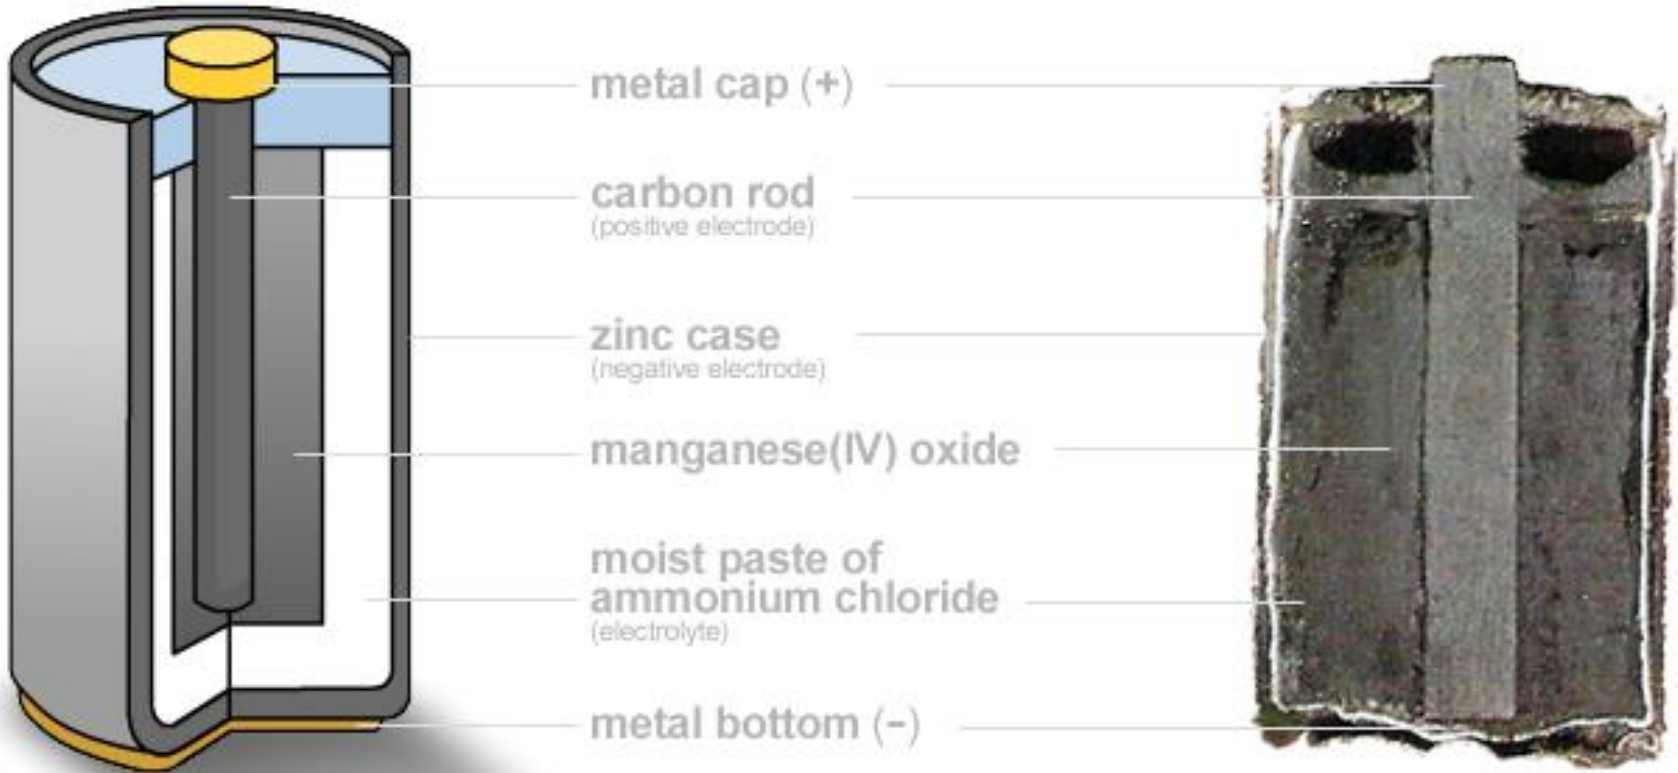 metal cap (+)
carbon rod
(positive electrode)
zinc case
(negative electrode)
manganese(IV) oxide
moist paste of
ammonium chloride
(electrolyte)
metal bottom (−)